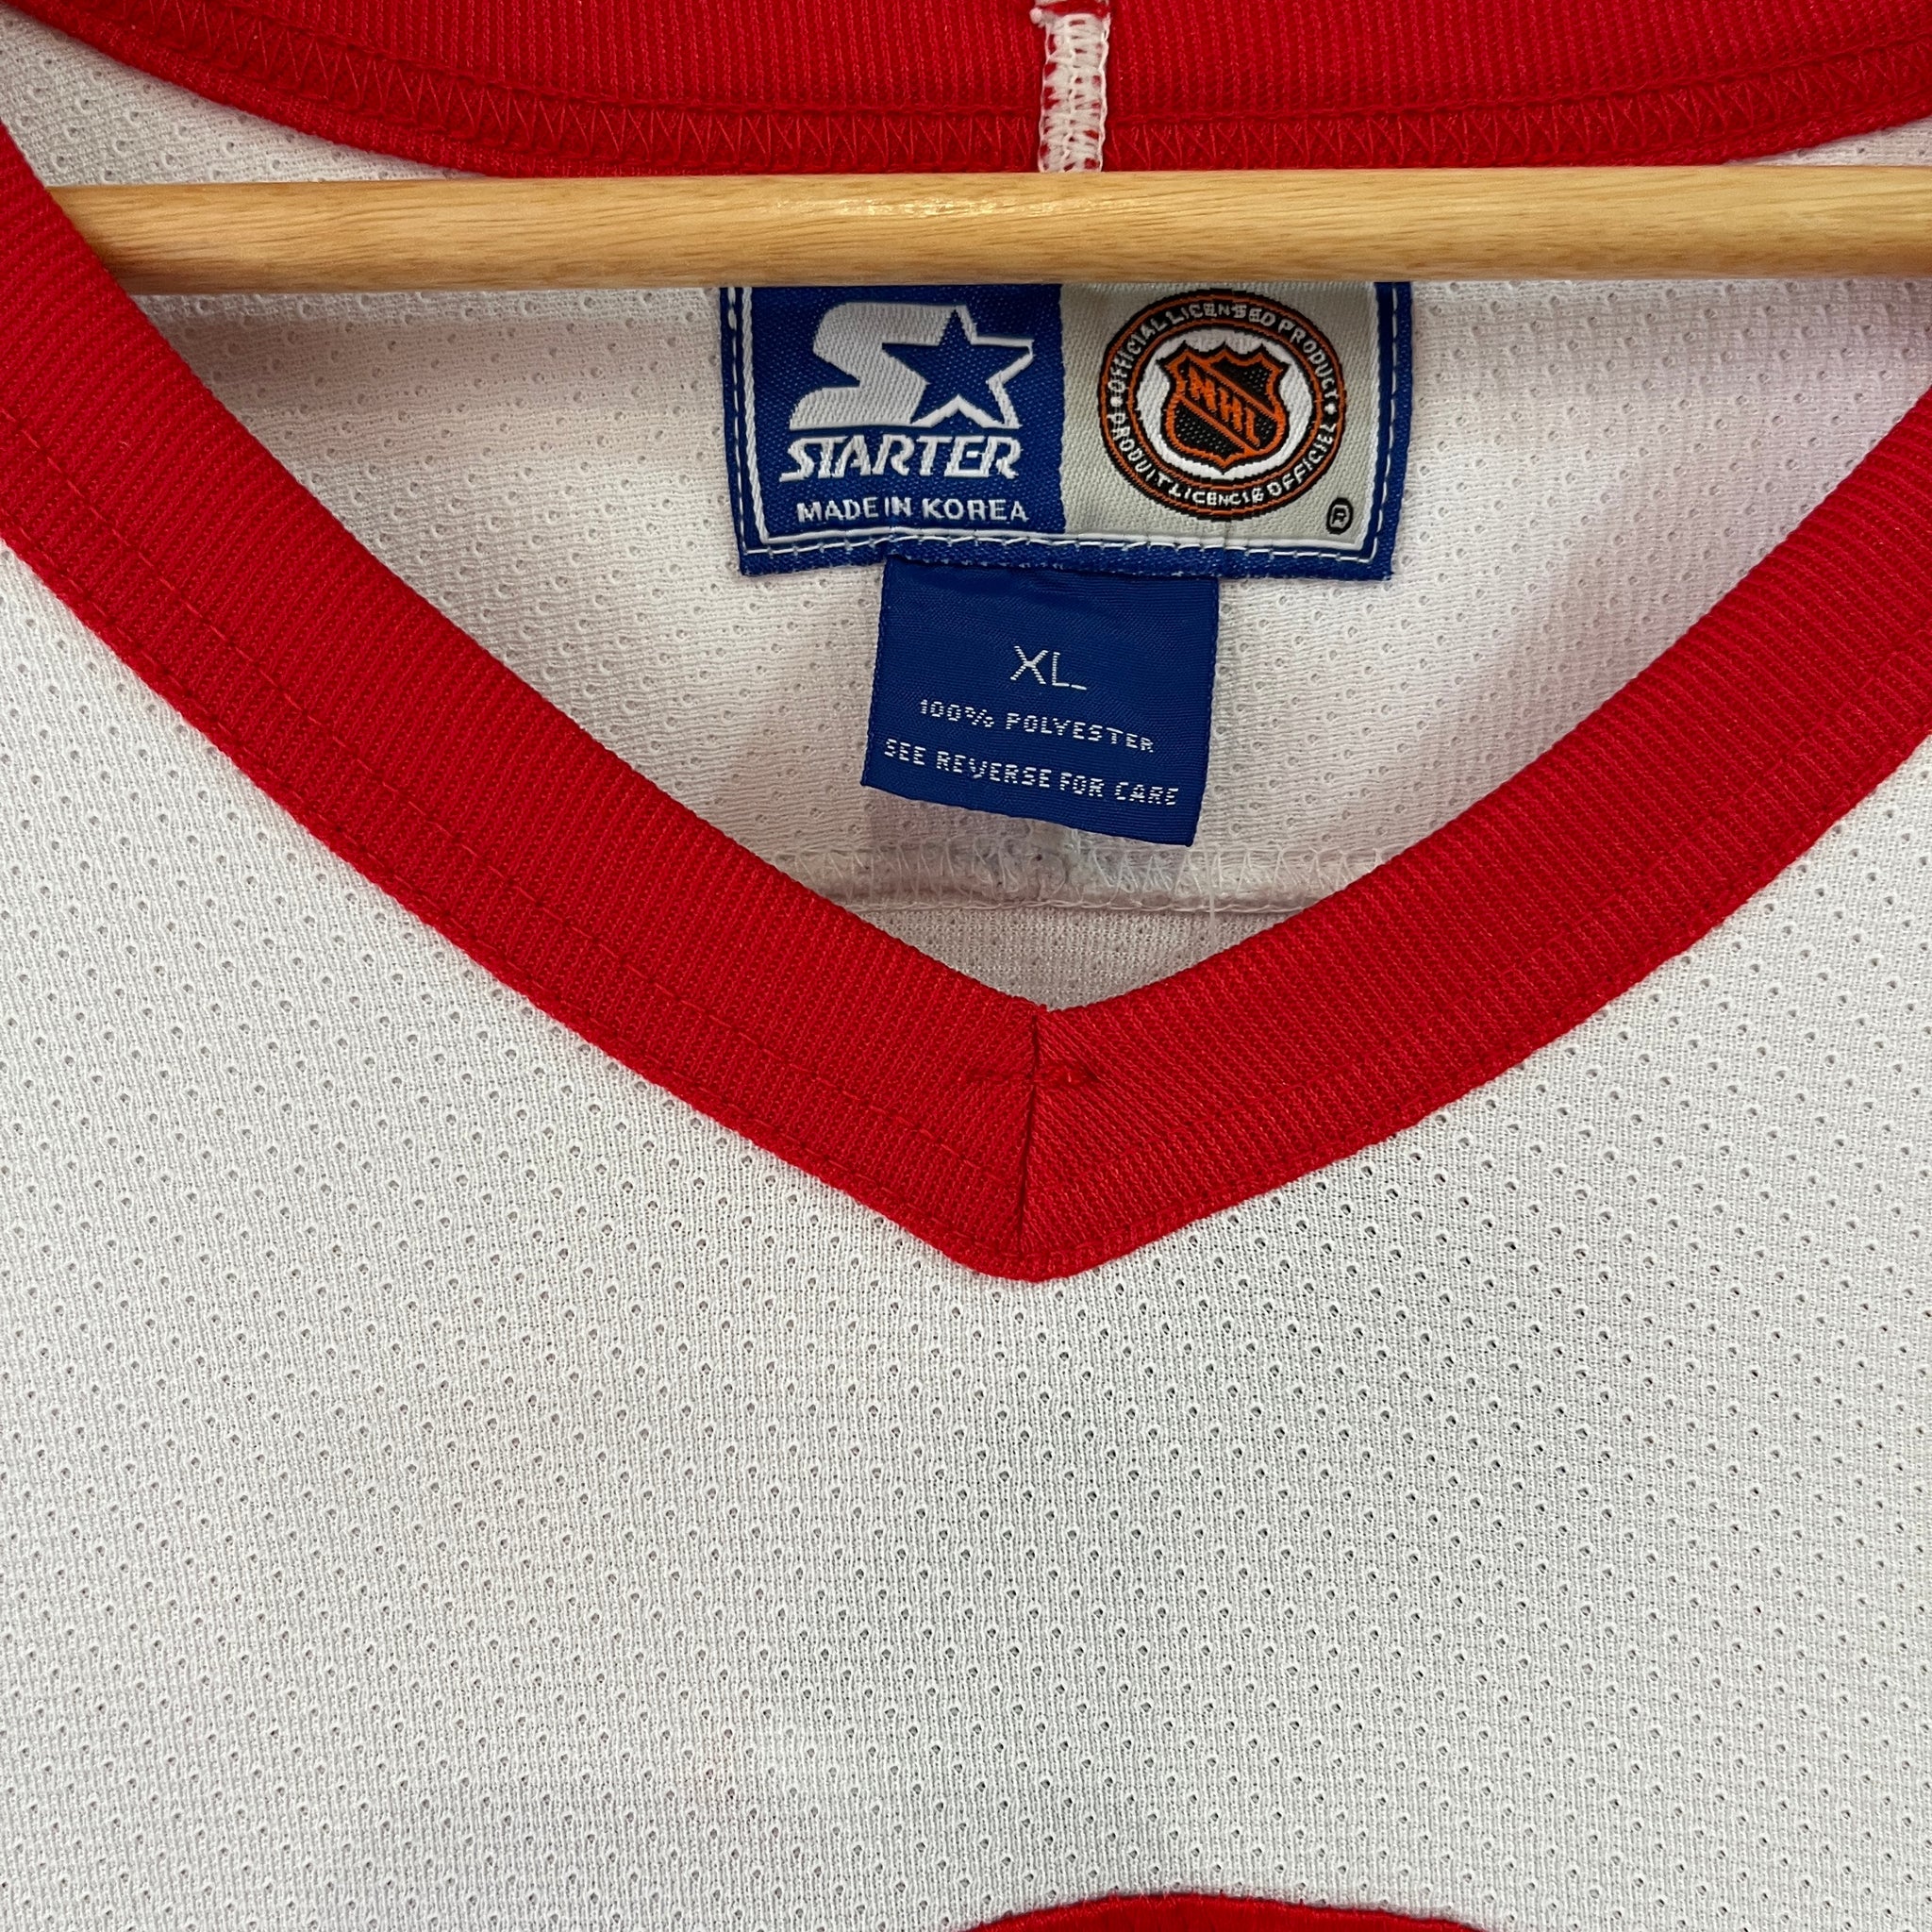 STARTER
MADE IN KOREA
OFFICIAL LICENSED PRODUCT
NHL
PRODUIT LICENCIÉ OFFICIEL
®
XL
100% POLYESTER
SEE REVERSE FOR CARE